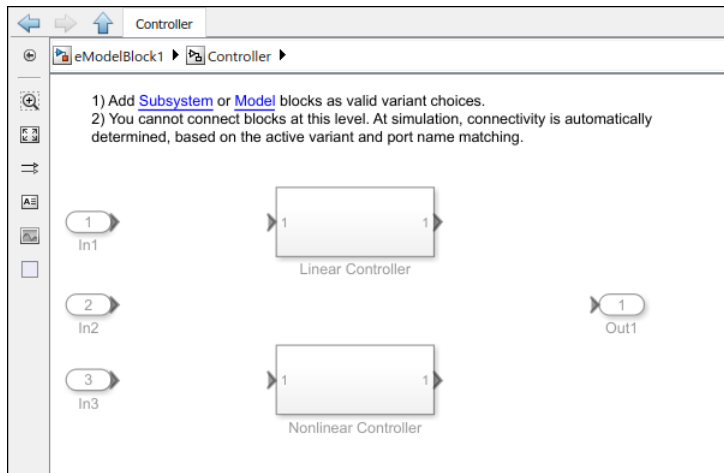 Controller
eModelBlock1 Controller
1) Add Subsystem or Model blocks as valid variant choices.
2) You cannot connect blocks at this level. At simulation, connectivity is automatically
determined, based on the active variant and port name matching.
A
1 1 1
In1 Linear Controller
2 1
In2 Out1
3 1 1
In3
Nonlinear Controller